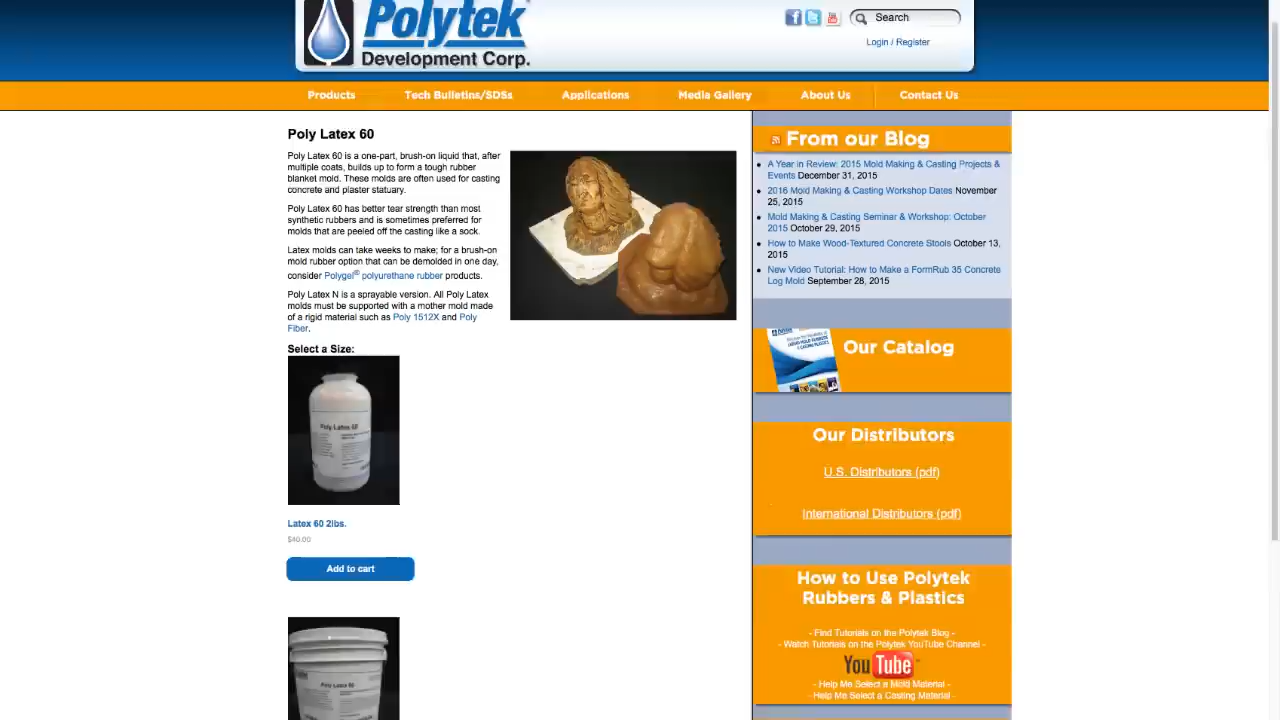 Polytek
Development Corp.
Search
Login / Register
Products
Tech Bulletins/SDSs
Applications
Media Gallery
About Us
Contact Us
Poly Latex 60
Poly Latex 60 is a one-part, brush-on liquid that, after
multiple coats, builds up to form a tough rubber
blanket mold. These molds are often used for casting
concrete and plaster statuary.
Poly Latex 60 has better tear strength than most
synthetic rubbers and is sometimes preferred for
molds that are peeled off the casting like a sock.
Latex molds can take weeks to make; for a brush-on
mold rubber option that can be demolded in one day,
consider Polygel® polyurethane rubber products.
Poly Latex N is a sprayable version. All Poly Latex
molds must be supported with a mother mold made
of a rigid material such as Poly 1512X and Poly
Fiber.
Select a Size:
Poly Latex 60
Latex 60 2lbs.
$40.00
Add to cart
Poly Latex 60
From our Blog
A Year in Review: 2015 Mold Making & Casting Projects &
Events December 31, 2015
2016 Mold Making & Casting Workshop Dates November
25, 2015
Mold Making & Casting Seminar & Workshop: October
2015 October 29, 2015
How to Make Wood-Textured Concrete Stools October 13,
2015
New Video Tutorial: How to Make a FormRub 35 Concrete
Log Mold September 28, 2015
Our Catalog
Our Distributors
U.S. Distributors (pdf)
International Distributors (pdf)
How to Use Polytek
Rubbers & Plastics
- Find Tutorials on the Polytek Blog -
- Watch Tutorials on the Polytek YouTube Channel -
YouTube
- Help Me Select a Mold Material -
- Help Me Select a Casting Material -